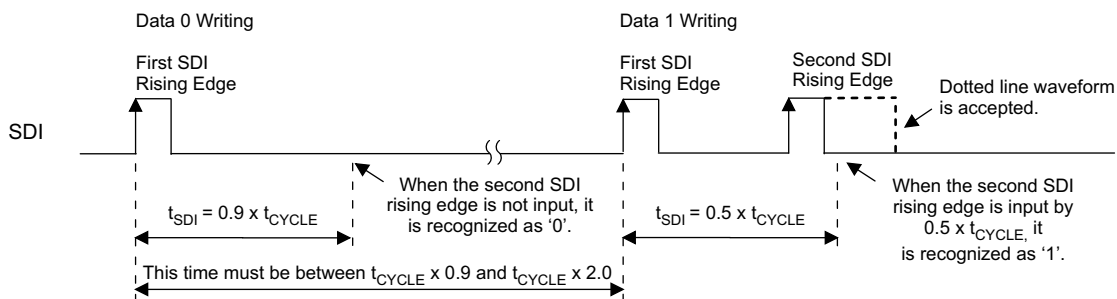 Data 0 Writing
Data 1 Writing
First SDI
Rising Edge
First SDI
Rising Edge
Second SDI
Rising Edge
Dotted line waveform
is accepted.
SDI
When the second SDI
rising edge is not input, it
is recognized as ‘0’.
When the second SDI
rising edge is input by
0.5 x tCYCLE, it
is recognized as ‘1’.
tSDI = 0.9 x tCYCLE
tSDI = 0.5 x tCYCLE
This time must be between tCYCLE x 0.9 and tCYCLE x 2.0